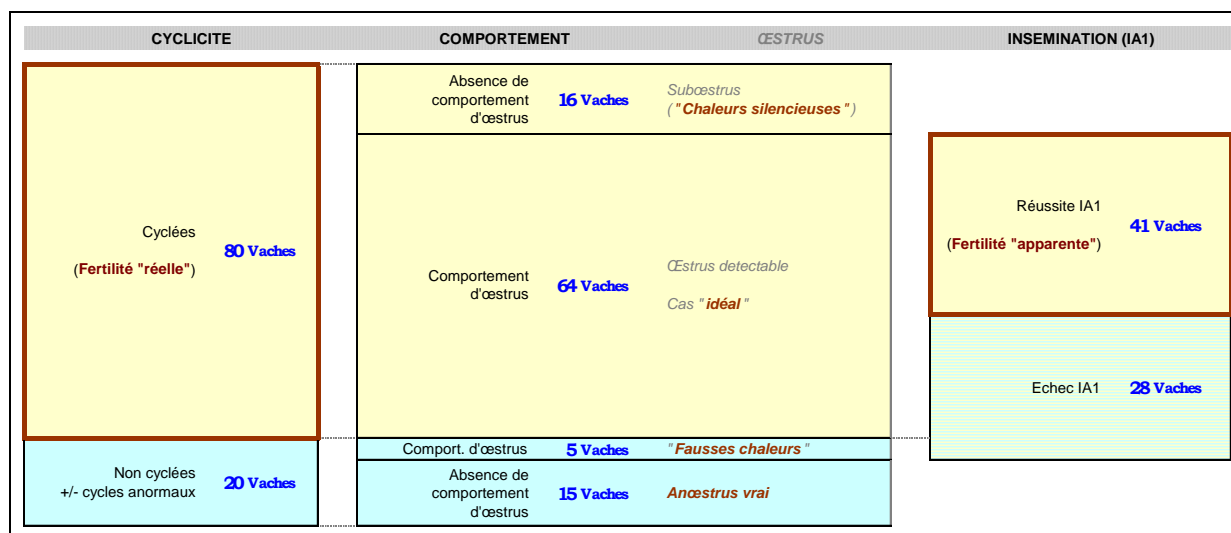 CYCLICITE COMPORTEMENT ŒSTRUS INSEMINATION (IA1)
Absence de
comportement
d'œstrus
16 Vaches
Subœstrus
("Chaleurs silencieuses")
Cyclées
(Fertilité "réelle")
80 Vaches
Comportement
d'œstrus
64 Vaches
Œstrus detectable
Cas "idéal"
Réussite IA1
(Fertilité "apparente")
41 Vaches
Echec IA1
28 Vaches
Comport. d'œstrus
5 Vaches
"Fausses chaleurs"
Non cyclées
+/- cycles anormaux
20 Vaches
Absence de
comportement
d'œstrus
15 Vaches
Anœstrus vrai